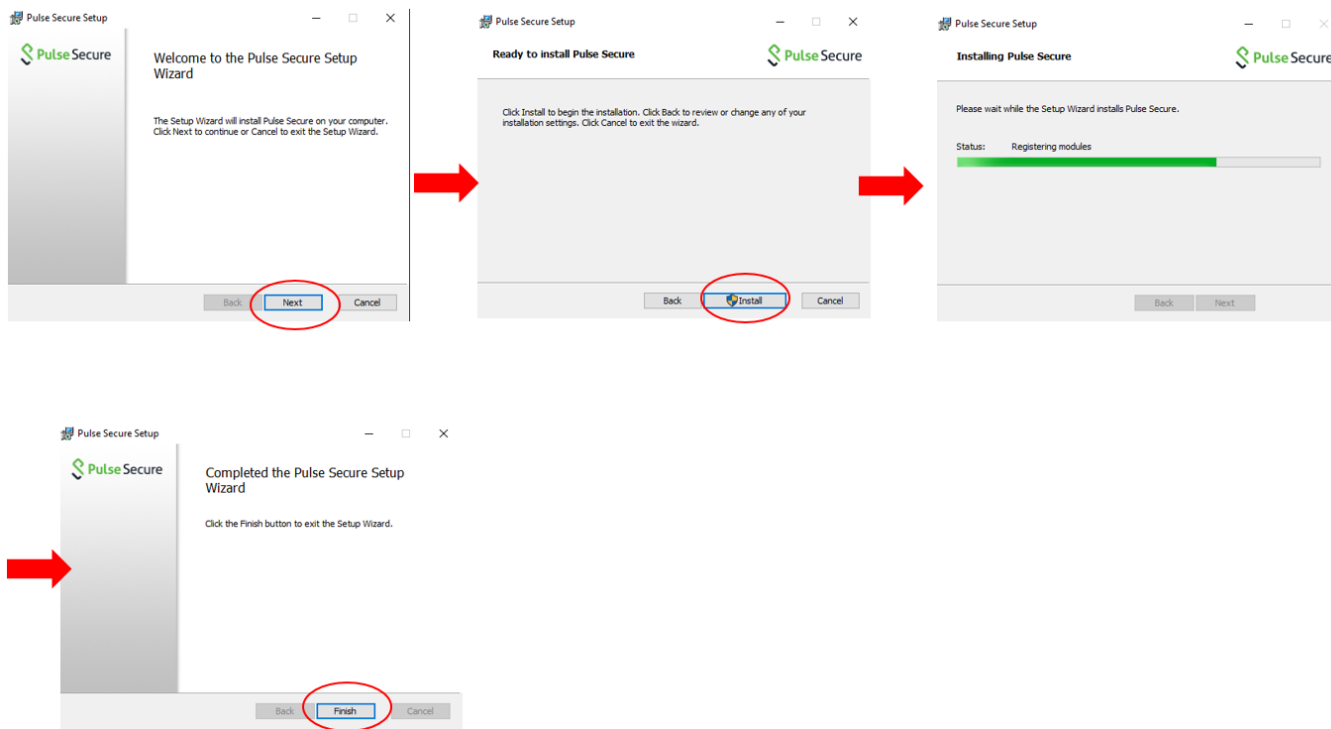 Pulse Secure Setup
Pulse Secure
Welcome to the Pulse Secure Setup
Wizard
The Setup Wizard will install Pulse Secure on your computer.
Click Next to continue or Cancel to exit the Setup Wizard.
Back Next Cancel
Pulse Secure Setup
Ready to install Pulse Secure
Pulse Secure
Click Install to begin the installation. Click Back to review or change any of your
installation settings. Click Cancel to exit the wizard.
Back Install Cancel
Pulse Secure Setup
Installing Pulse Secure
Pulse Secure
Please wait while the Setup Wizard installs Pulse Secure.
Status: Registering modules
Back Next
Pulse Secure Setup
Pulse Secure
Completed the Pulse Secure Setup
Wizard
Click the Finish button to exit the Setup Wizard.
Back Finish Cancel